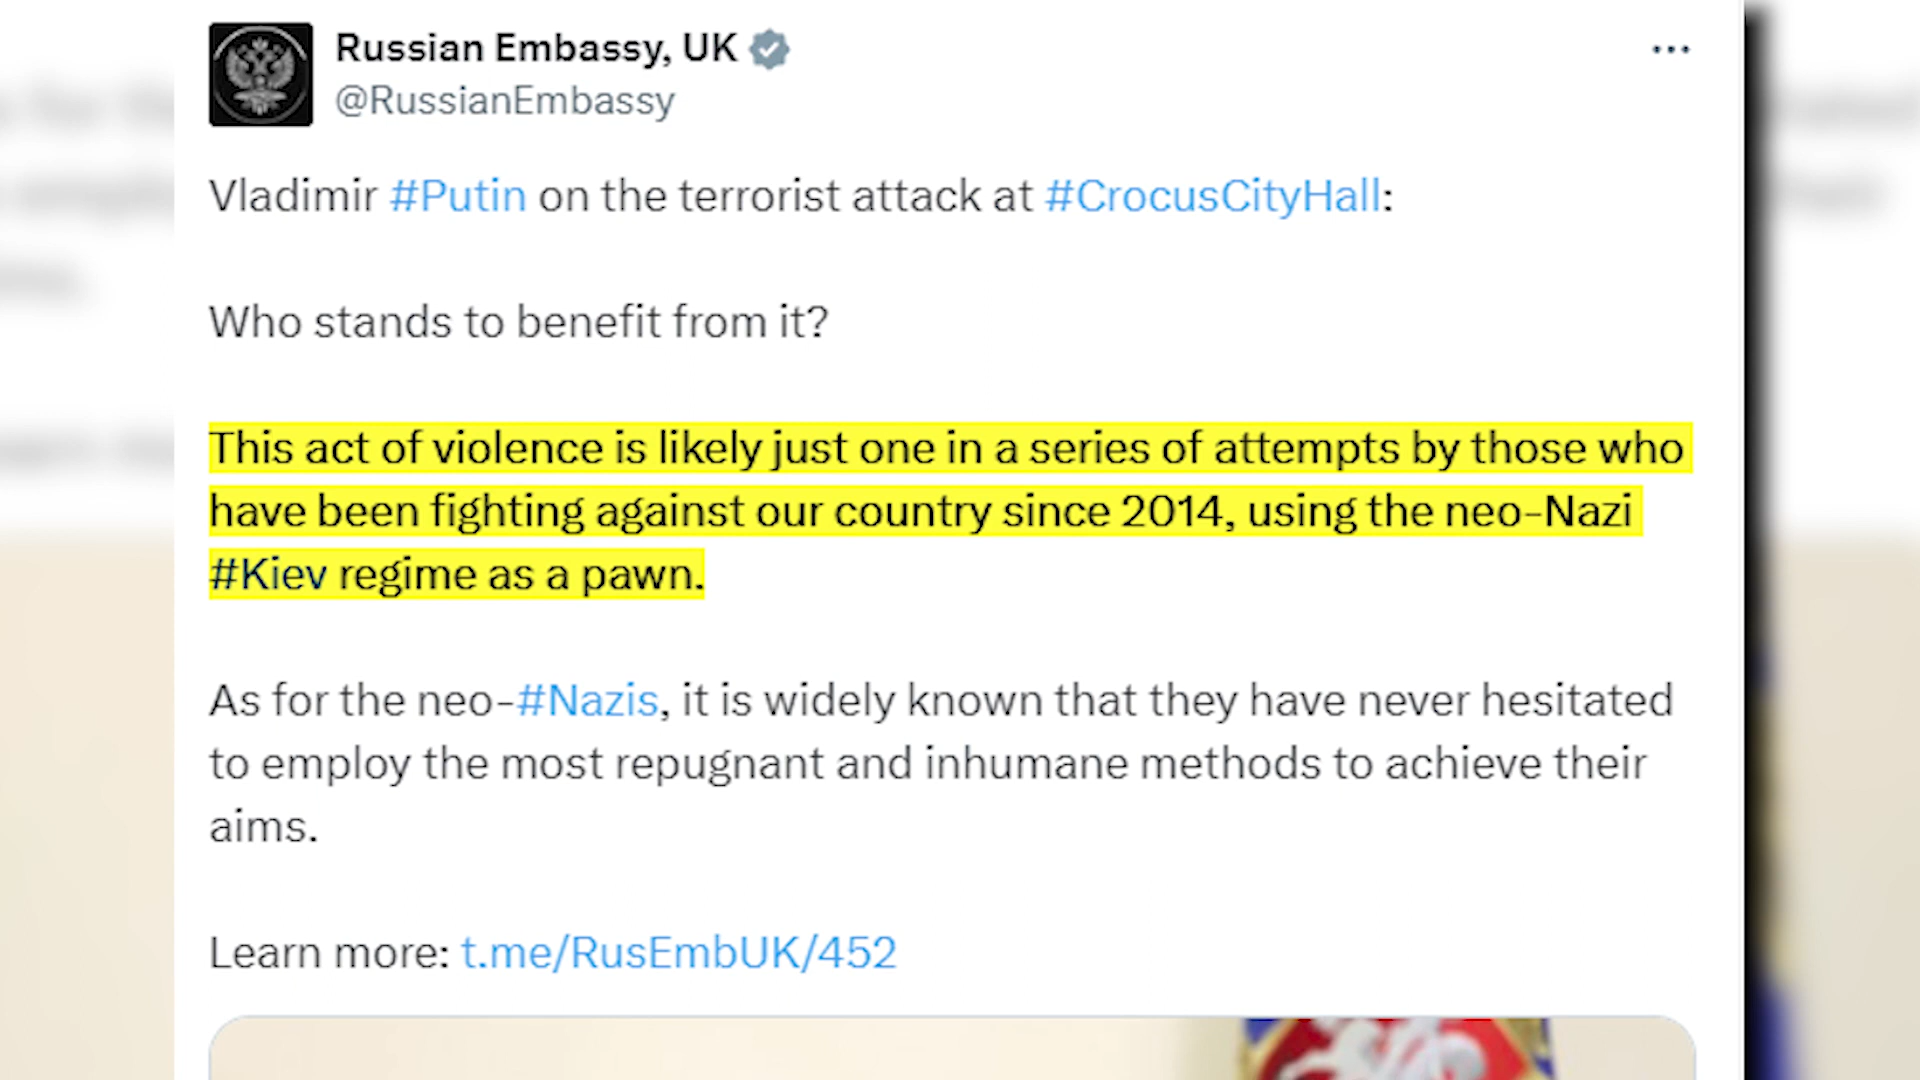 Russian Embassy, UK
@RussianEmbassy
Vladimir #Putin on the terrorist attack at #CrocusCityHall:
Who stands to benefit from it?
This act of violence is likely just one in a series of attempts by those who
have been fighting against our country since 2014, using the neo-Nazi
#Kiev regime as a pawn.
As for the neo-#Nazis, it is widely known that they have never hesitated
to employ the most repugnant and inhumane methods to achieve their
aims.
Learn more: t.me/RusEmbUK/452